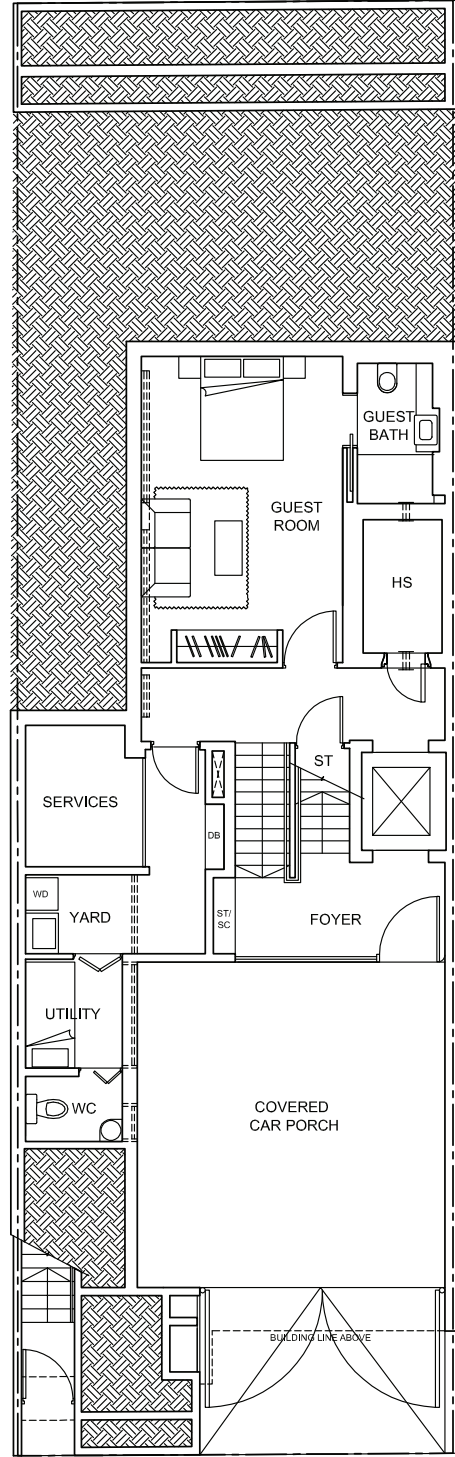 GUEST
BATH
GUEST
ROOM
HS
ST
SERVICES
DB
WD
YARD
ST/
SC
FOYER
UTILITY
WC
COVERED
CAR PORCH
BUILDING LINE ABOVE